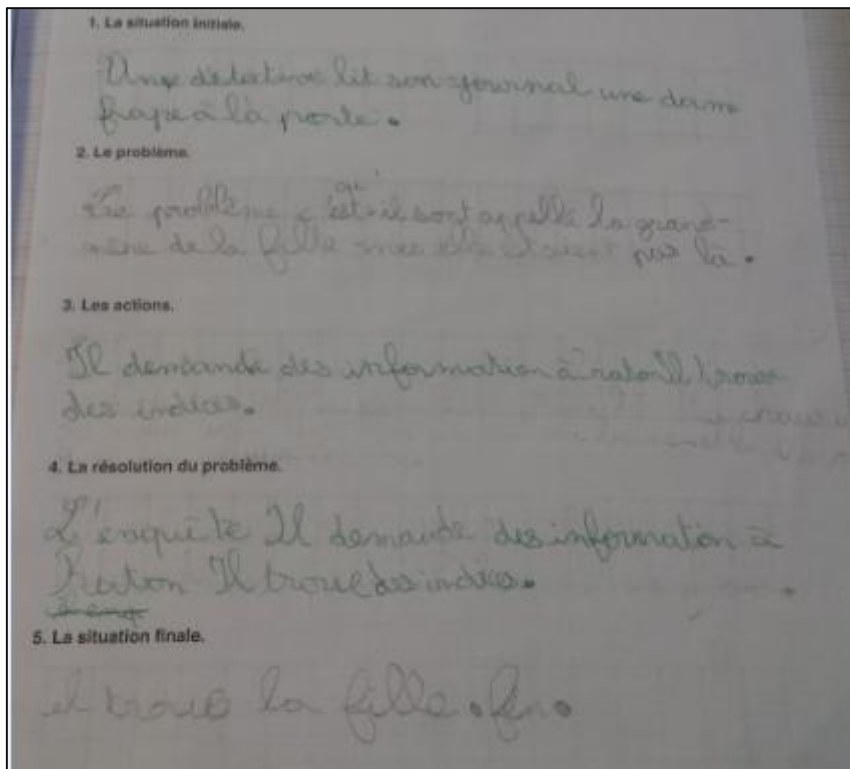 1. La situation initiale.
Une détective lit son journal une dame
frape à la porte.
2. Le problème.
qu'
Le problème c'est il sont appelle la grand-
mère de la fille mes elle pas là.
3. Les actions.
Il demande des information à raton Il trouve
des indices.
4. La résolution du problème.
L'enquête Il demande des information à
raton Il trouve des indices.
5. La situation finale.
il trouve la fille. fin.